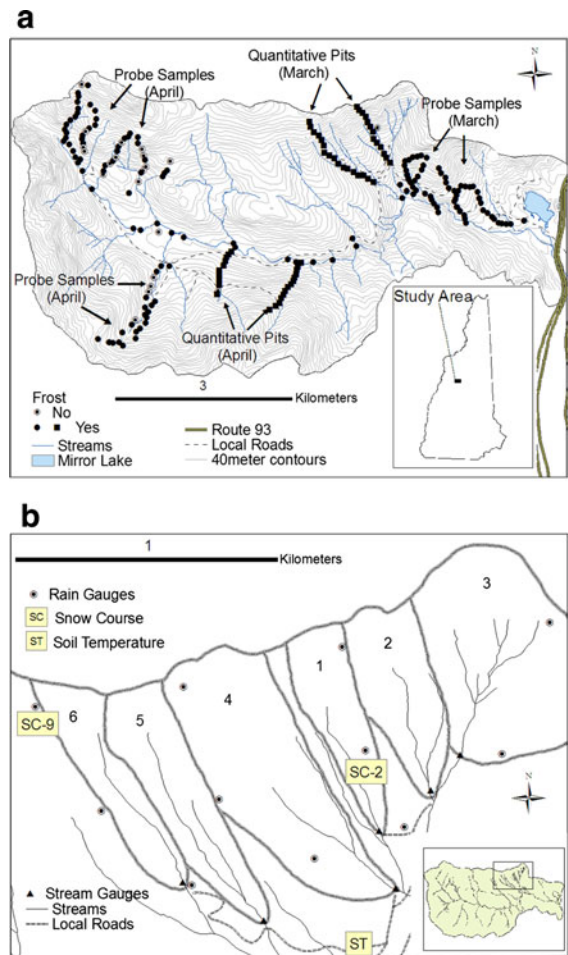 a
N
Quantitative Pits
(March)
Probe Samples
(April)
Probe Samples
(March)
Probe Samples
(April)
Quantitative Pits
(April)
Study Area
3
Kilometers
Frost
No
Yes
Streams
Mirror Lake
Route 93
Local Roads
40meter contours
b
1
Kilometers
Rain Gauges
SC Snow Course
ST Soil Temperature
3
2
1
4
5
6
SC-9
SC-2
N
Stream Gauges
Streams
Local Roads
ST